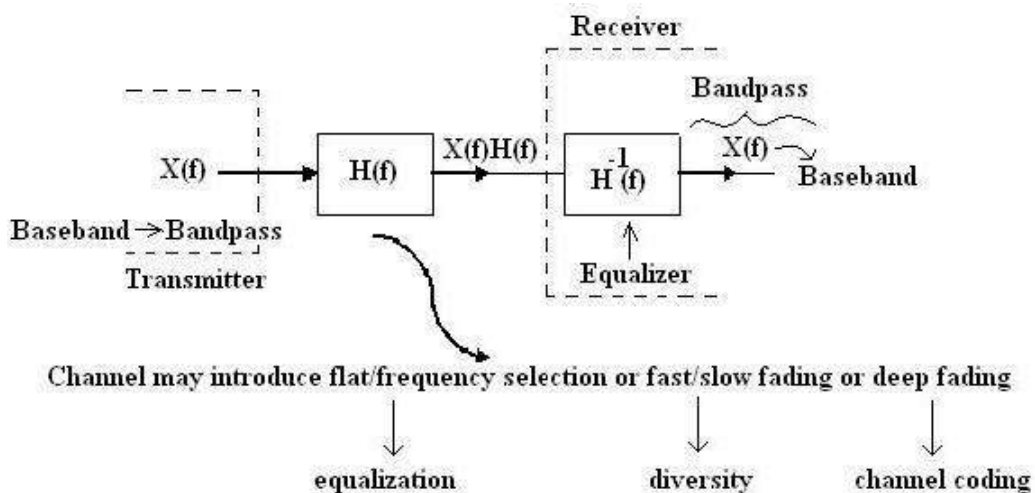 Receiver
Bandpass
X(f)
H(f)
X(f)H(f)
H⁻¹(f)
X(f)
Baseband
Baseband → Bandpass
Transmitter
Equalizer
Channel may introduce flat/frequency selection or fast/slow fading or deep fading
equalization
diversity
channel coding